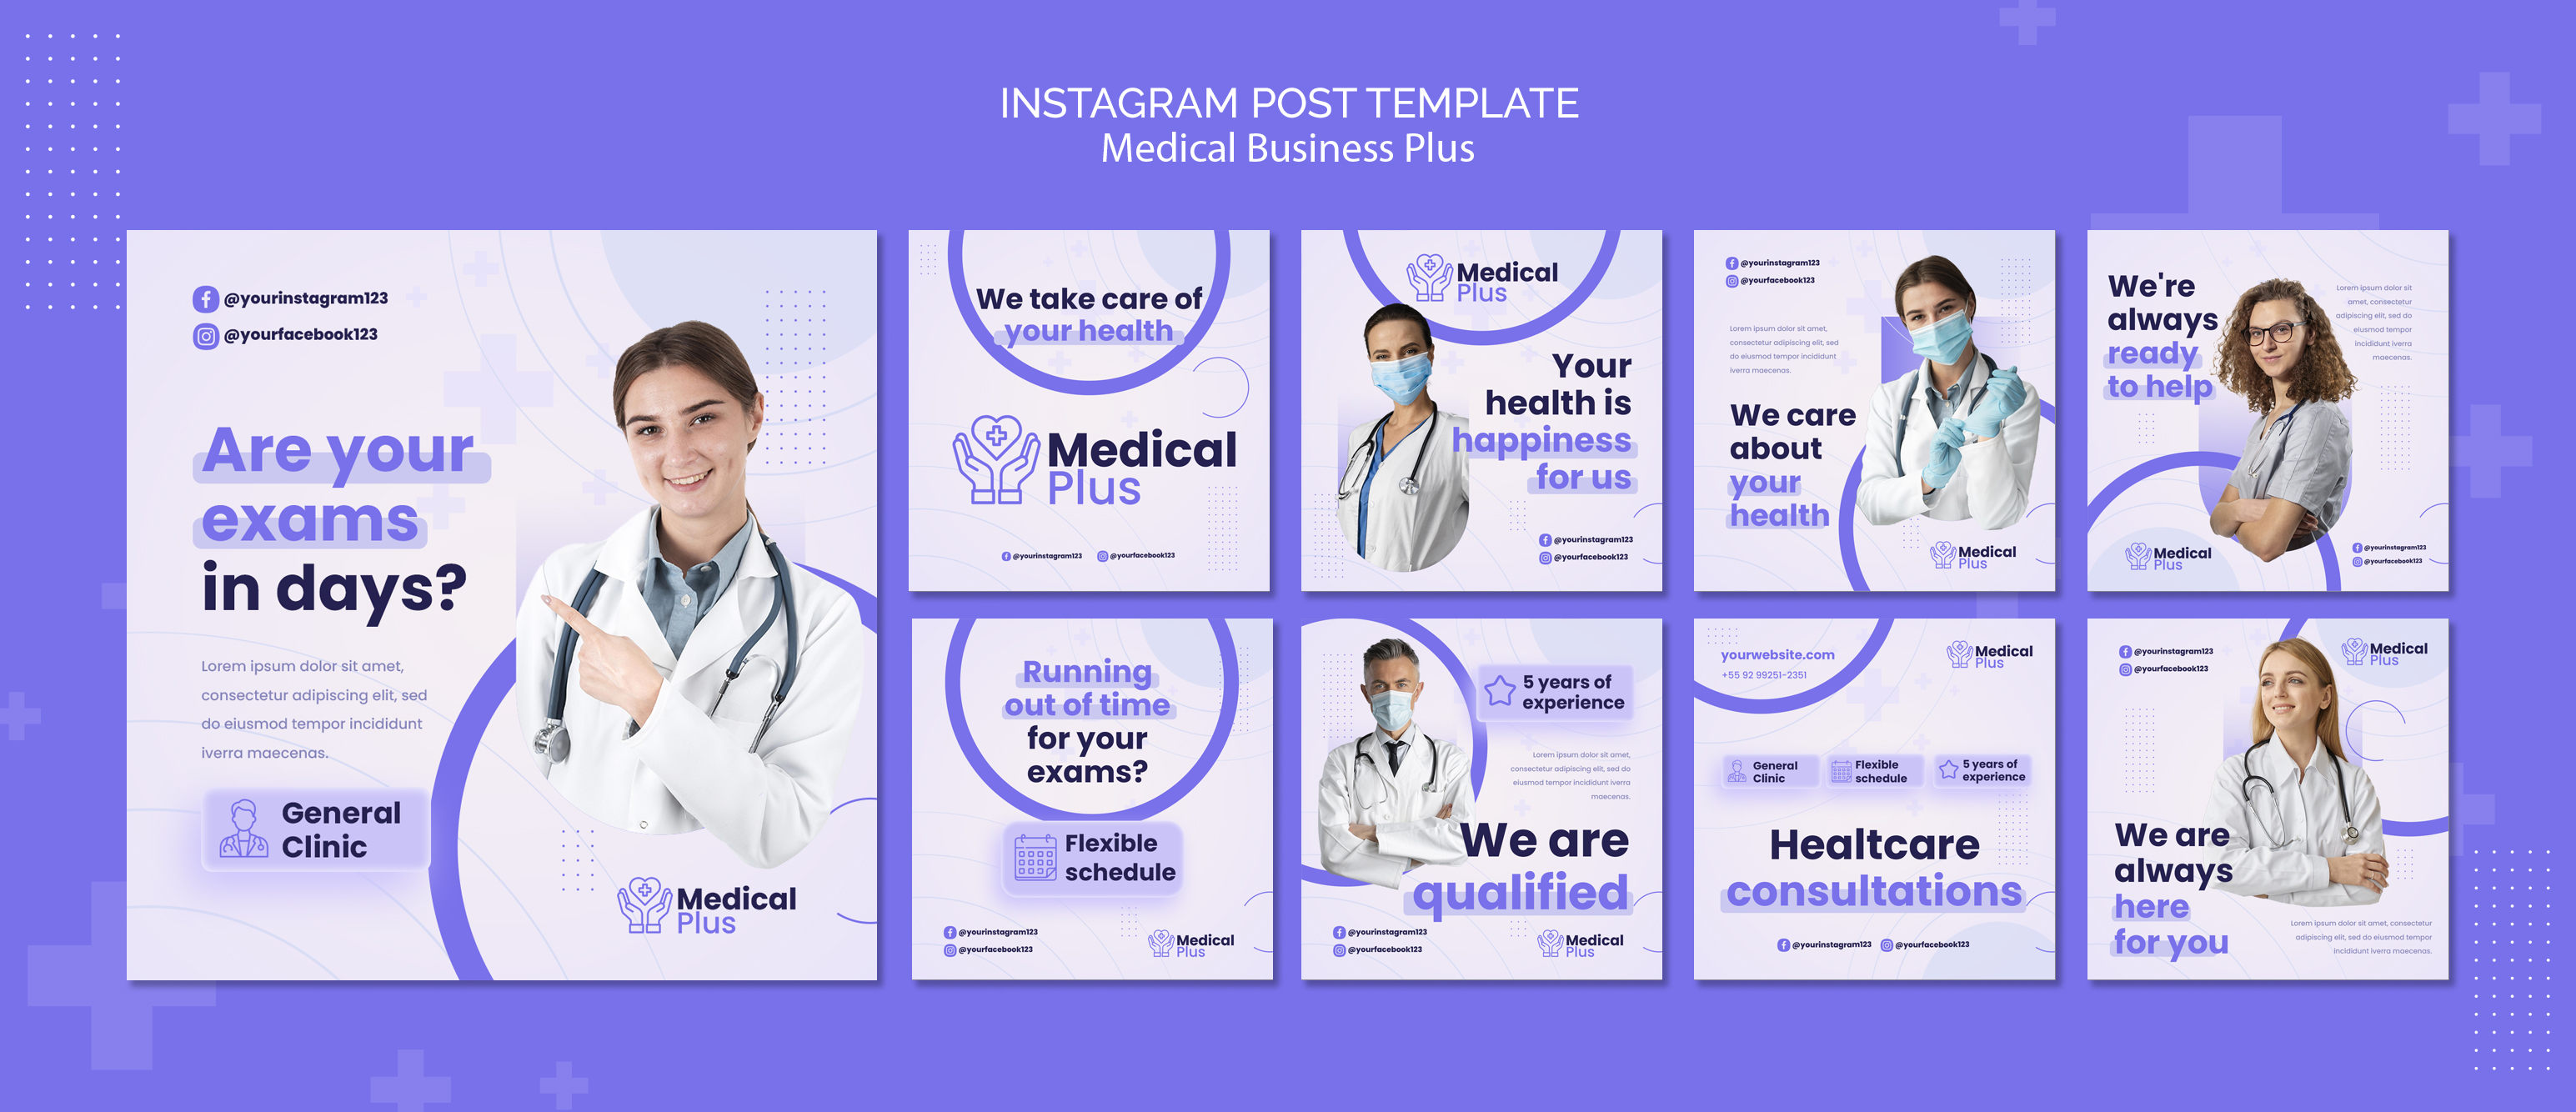 INSTAGRAM POST TEMPLATE
Medical Business Plus
@yourinstagram123
@yourfacebook123
Are your
exams
in days?
Lorem ipsum dolor sit amet,
consectetur adipiscing elit, sed
do eiusmod tempor incididunt
iverra maecenas.
General
Clinic
Medical
Plus
We take care of
your health
Medical
Plus
@yourinstagram123
@yourfacebook123
Medical
Plus
Your
health is
happiness
for us
@yourinstagram123
@yourfacebook123
@yourinstagram123
@yourfacebook123
Lorem ipsum dolor sit amet,
consectetur adipiscing elit, sed
do eiusmod tempor incididunt
iverra maecenas.
We care
about
your
health
Medical
Plus
We're
always
ready
to help
Lorem ipsum dolor sit
amet, consectetur
adipiscing elit, sed do
eiusmod tempor
incididunt iverra
maecenas.
Medical
Plus
@yourinstagram123
@yourfacebook123
Running
out of time
for your
exams?
Flexible
schedule
@yourinstagram123
@yourfacebook123
Medical
Plus
5 years of
experience
Lorem ipsum dolor sit amet,
consectetur adipiscing elit, sed do
eiusmod tempor incididunt iverra
maecenas.
We are
qualified
@yourinstagram123
@yourfacebook123
Medical
Plus
yourwebsite.com
+55 92 99251-2351
Medical
Plus
General
Clinic
Flexible
schedule
5 years of
experience
Healtcare
consultations
@yourinstagram123
@yourfacebook123
@yourinstagram123
@yourfacebook123
Medical
Plus
We are
always
here
for you
Lorem ipsum dolor sit amet, consectetur
adipiscing elit, sed do eiusmod tempor
incididunt iverra maecenas.